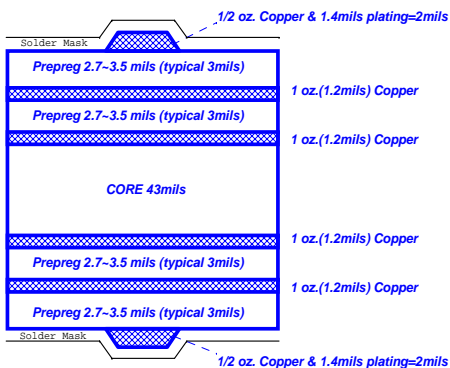 1/2 oz. Copper & 1.4mils plating=2mils
Solder Mask
Prepreg 2.7~3.5 mils (typical 3mils)
1 oz.(1.2mils) Copper
Prepreg 2.7~3.5 mils (typical 3mils)
1 oz.(1.2mils) Copper
CORE 43mils
1 oz.(1.2mils) Copper
Prepreg 2.7~3.5 mils (typical 3mils)
1 oz.(1.2mils) Copper
Prepreg 2.7~3.5 mils (typical 3mils)
Solder Mask
1/2 oz. Copper & 1.4mils plating=2mils